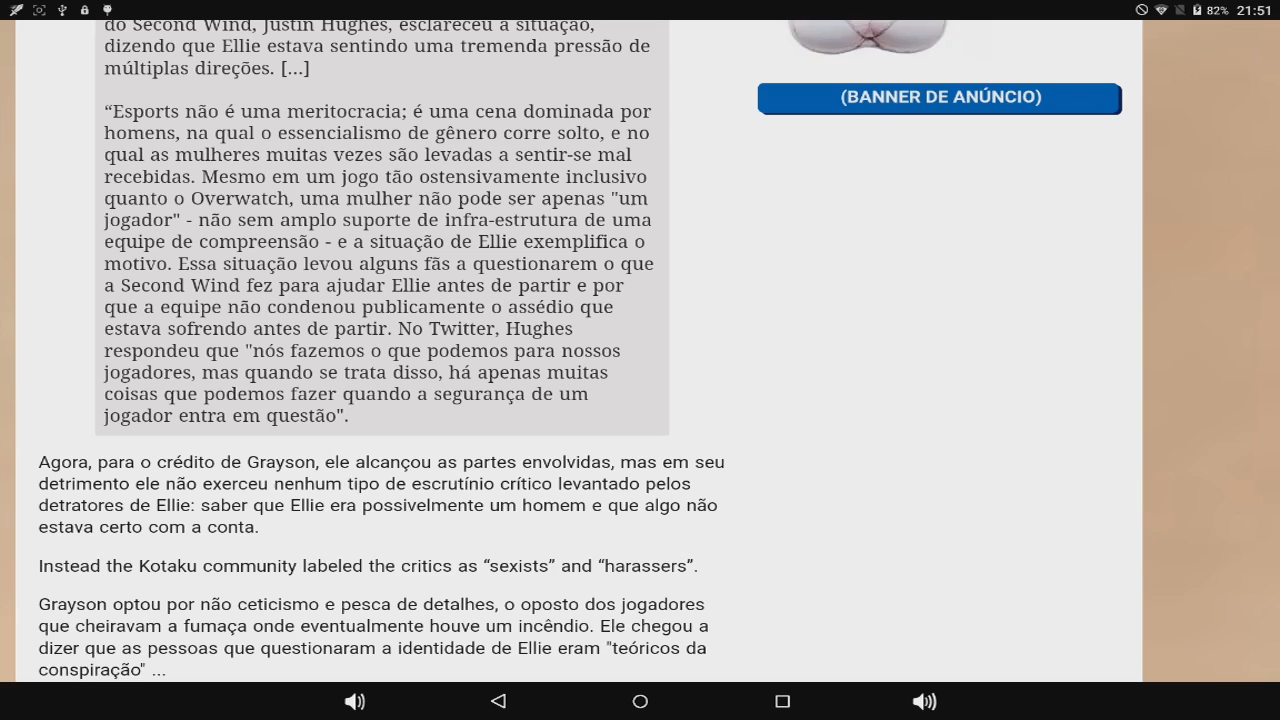 82% 21:51
do Second Wind, Justin Hughes, esclareceu a situação,
dizendo que Ellie estava sentindo uma tremenda pressão de
múltiplas direções. [...]
“Esports não é uma meritocracia; é uma cena dominada por
homens, na qual o essencialismo de gênero corre solto, e no
qual as mulheres muitas vezes são levadas a sentir-se mal
recebidas. Mesmo em um jogo tão ostensivamente inclusivo
quanto o Overwatch, uma mulher não pode ser apenas "um
jogador" - não sem amplo suporte de infra-estrutura de uma
equipe de compreensão - e a situação de Ellie exemplifica o
motivo. Essa situação levou alguns fãs a questionarem o que
a Second Wind fez para ajudar Ellie antes de partir e por
que a equipe não condenou publicamente o assédio que
estava sofrendo antes de partir. No Twitter, Hughes
respondeu que "nós fazemos o que podemos para nossos
jogadores, mas quando se trata disso, há apenas muitas
coisas que podemos fazer quando a segurança de um
jogador entra em questão".
(BANNER DE ANÚNCIO)
Agora, para o crédito de Grayson, ele alcançou as partes envolvidas, mas em seu
detrimento ele não exerceu nenhum tipo de escrutínio crítico levantado pelos
detratores de Ellie: saber que Ellie era possivelmente um homem e que algo não
estava certo com a conta.
Instead the Kotaku community labeled the critics as “sexists” and “harassers”.
Grayson optou por não ceticismo e pesca de detalhes, o oposto dos jogadores
que cheiravam a fumaça onde eventualmente houve um incêndio. Ele chegou a
dizer que as pessoas que questionaram a identidade de Ellie eram "teóricos da
conspiração" ...